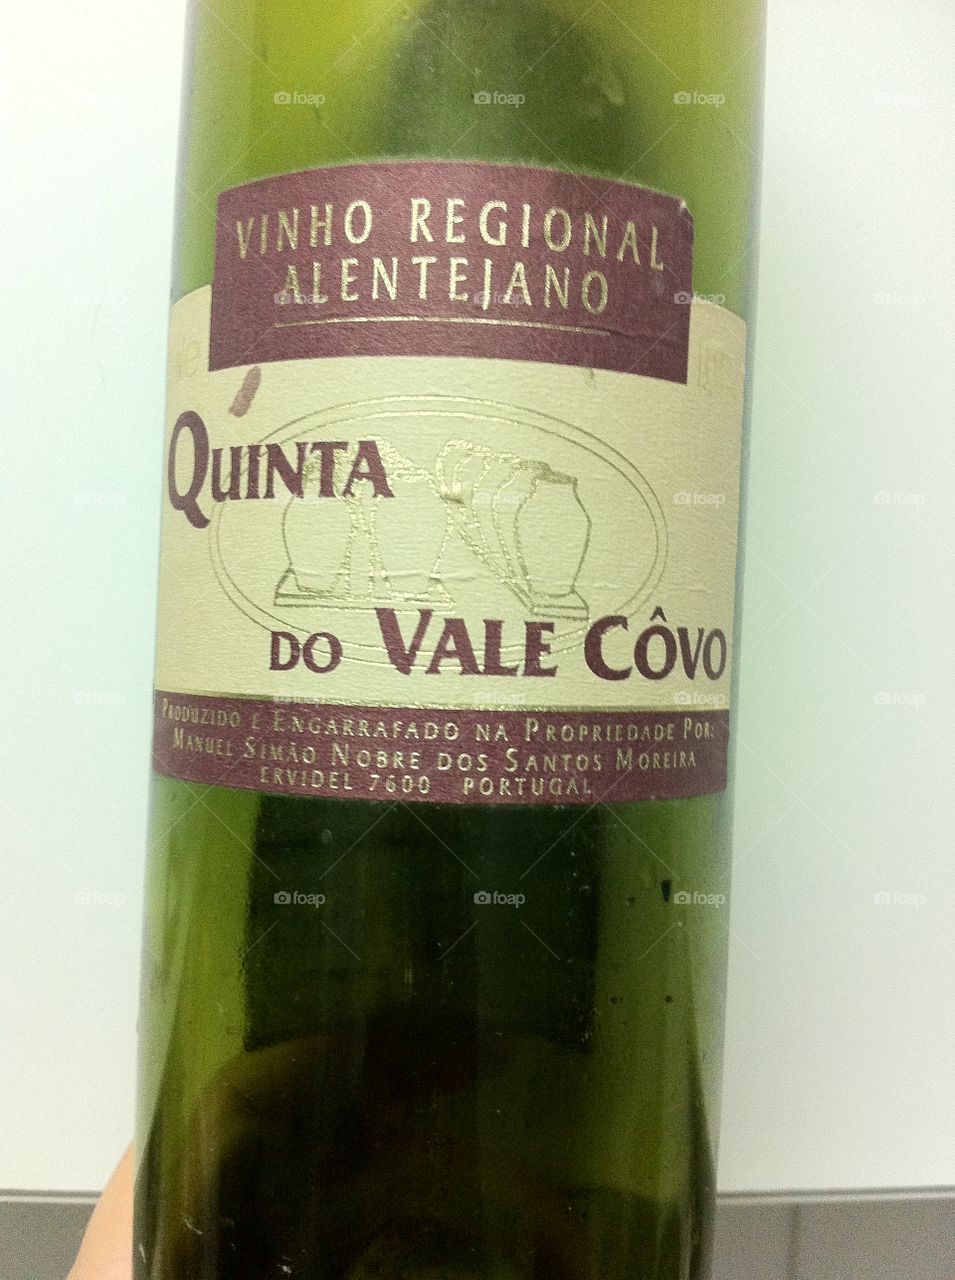 VINHO REGIONAL
ALENTEJANO
QUINTA
DO VALE CÔVO
PRODUZIDO E ENGARRAFADO NA PROPRIEDADE POR:
MANUEL SIMÃO NOBRE DOS SANTOS MOREIRA
ERVIDEL 7600 PORTUGAL
foap